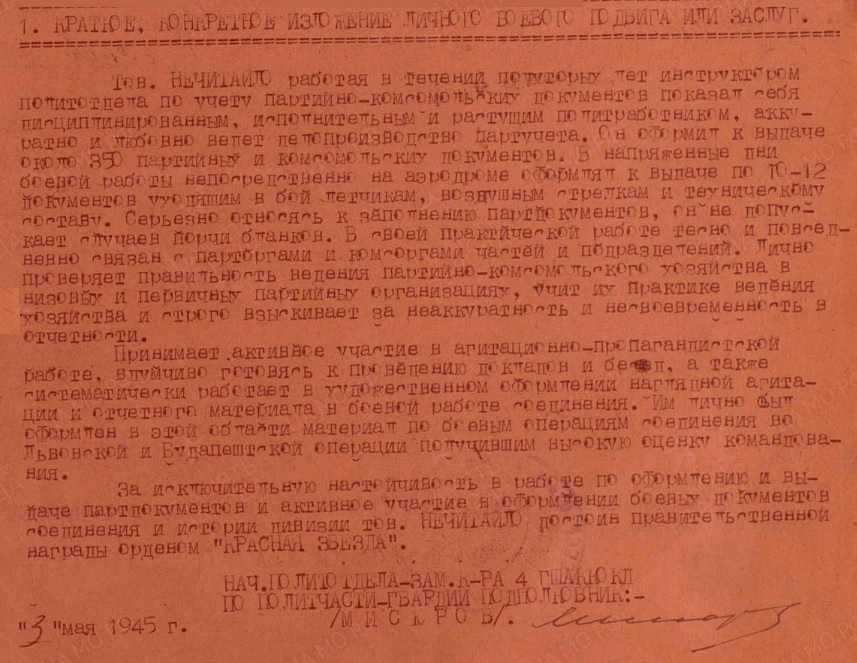 1. КРАТКОЕ, КОНКРЕТНОЕ ИЗЛОЖЕНИЕ ЛИЧНОГО БОЕВОГО ПОДВИГА ИЛИ ЗАСЛУГ.
Тов. НЕЧИТАЙЛО работая в течении полуторых лет инструктором
политотдела по учету партийно-комсомольских документов показал себя
дисциплинированным, исполнительным и растущим политработником, акку-
ратно и любовно ведет делопроизводство партучета. Он оформил к выдаче
около 350 партийных и комсомольских документов. В напряженные дни
боевой работы непосредственно на аэродроме оформлял к выдаче по 10-12
документов уходящим в бой летчикам, воздушным стрелкам и техническому
составу. Серьезно относясь к заполнению партдокументов, он не допус-
кает случаев порчи бланков. В своей практической работе тесно и повсед-
невно связан с парторгами и комсоргами частей и подразделений. Лично
проверяет правильность ведения партийно-комсомольского хозяйства в
низовых и первичных партийных организациях, учит их практике ведения
хозяйства и строго взыскивает за неаккуратность и несвоевременность в
отчетности.
Принимает активное участие в агитационно-пропагандистской
работе, вдумчиво готовясь к проведению докладов и бесед, а также
систематически работает в художественном оформлении наглядной агита-
ции и отчетного материала в боевой работе соединения. Им лично был
оформлен в этой области материал по боевым операциям соединения во
Львовской и Будапештской операции получившим высокую оценку командова-
ния.
За исключительную настойчивость в работе по оформлению и вы-
даче партдокументов и активное участие в оформлении боевых документов
соединения и истории дивизии тов. НЕЧИТАЙЛО достоин правительственной
награды орденом "КРАСНАЯ ЗВЕЗДА".
НАЧ.ПОЛИТОТДЕЛА-ЗАМ.К-РА 4 ГШАКЮКЛ
ПО ПОЛИТЧАСТИ-ГВАРДИИ ПОДПОЛКОВНИК:-
/МИСКРОВ/.
"3"мая 1945 г.